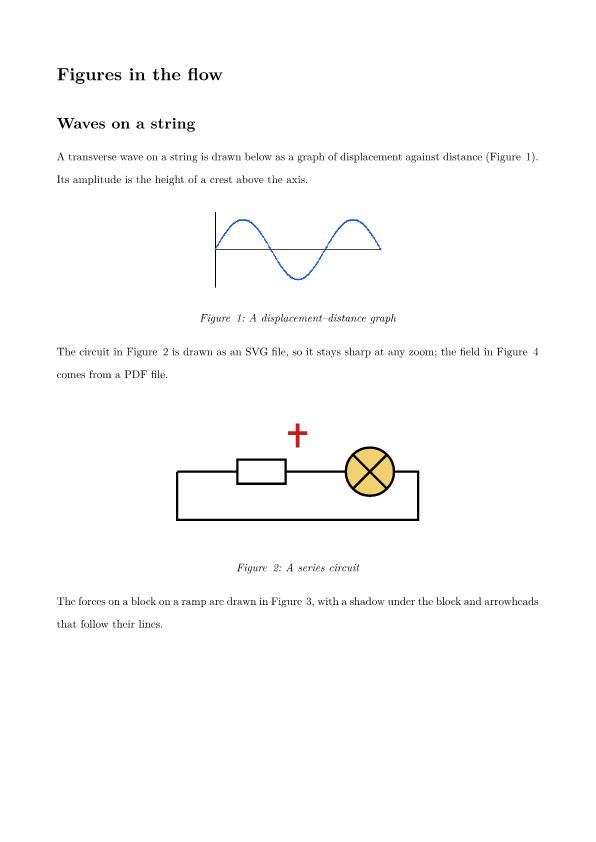 Figures in the flow
Waves on a string
A transverse wave on a string is drawn below as a graph of displacement against distance (Figure 1).
Its amplitude is the height of a crest above the axis.
Figure 1: A displacement–distance graph
The circuit in Figure 2 is drawn as an SVG file, so it stays sharp at any zoom; the field in Figure 4
comes from a PDF file.
Figure 2: A series circuit
The forces on a block on a ramp are drawn in Figure 3, with a shadow under the block and arrowheads
that follow their lines.